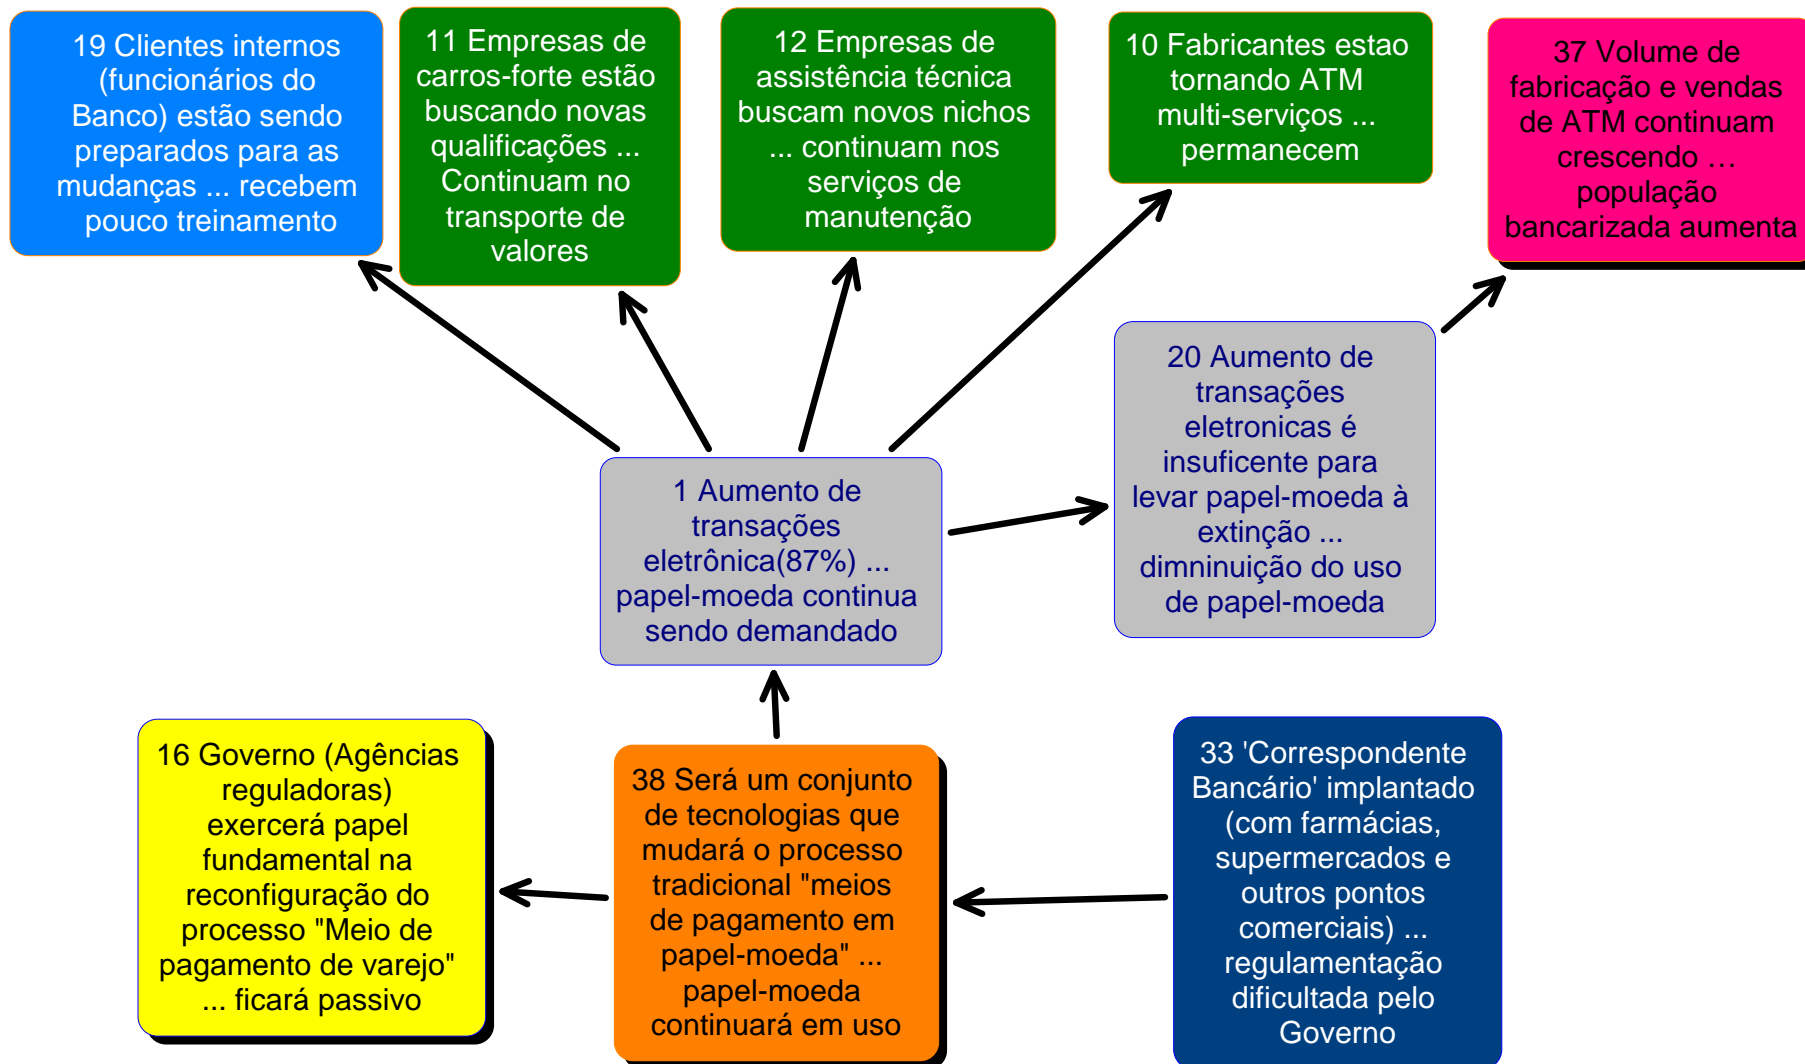 19 Clientes internos
(funcionários do
Banco) estão sendo
preparados para as
mudanças ... recebem
pouco treinamento
11 Empresas de
carros-forte estão
buscando novas
qualificações ...
Continuam no
transporte de
valores
12 Empresas de
assistência técnica
buscam novos nichos
... continuam nos
serviços de
manutenção
10 Fabricantes estao
tornando ATM
multi-serviços ...
permanecem
37 Volume de
fabricação e vendas
de ATM continuam
crescendo ...
população
bancarizada aumenta
20 Aumento de
transações
eletronicas é
insuficente para
levar papel-moeda à
extinção ...
dimninuição do uso
de papel-moeda
1 Aumento de
transações
eletrônica(87%) ...
papel-moeda continua
sendo demandado
16 Governo (Agências
reguladoras)
exercerá papel
fundamental na
reconfiguração do
processo "Meio de
pagamento de varejo"
... ficará passivo
38 Será um conjunto
de tecnologias que
mudará o processo
tradicional "meios
de pagamento em
papel-moeda" ...
papel-moeda
continuará em uso
33 'Correspondente
Bancário' implantado
(com farmácias,
supermercados e
outros pontos
comerciais) ...
regulamentação
dificultada pelo
Governo